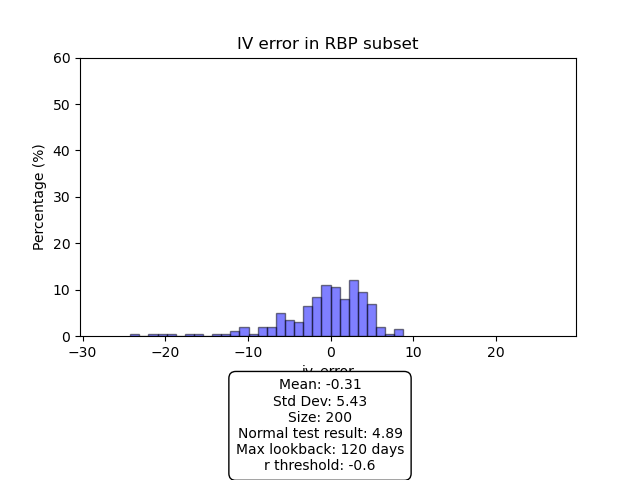 IV error in RBP subset
60
50
40
30
20
10
0
Percentage (%)
−30
−20
−10
0
10
20
iv_error
Mean: -0.31
Std Dev: 5.43
Size: 200
Normal test result: 4.89
Max lookback: 120 days
r threshold: -0.6